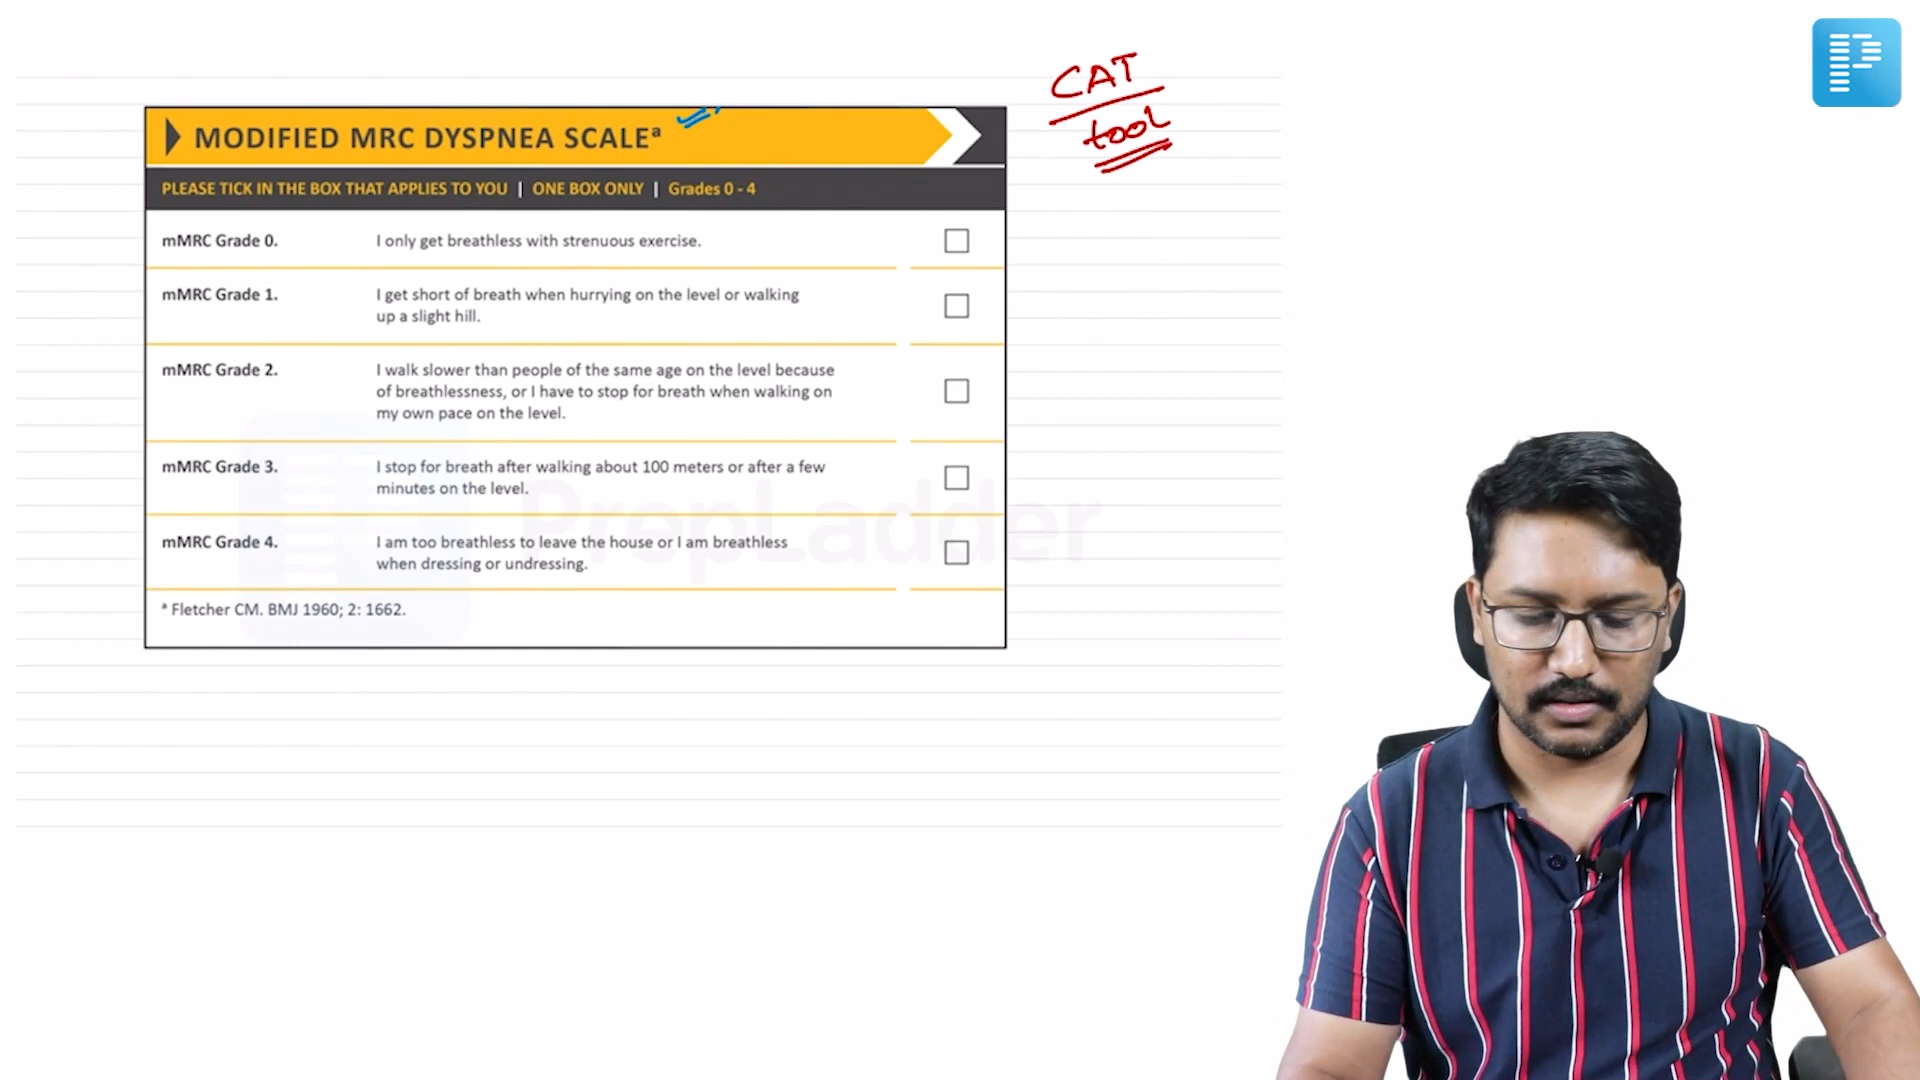 CAT
tool
MODIFIED MRC DYSPNEA SCALEª
PLEASE TICK IN THE BOX THAT APPLIES TO YOU | ONE BOX ONLY | Grades 0 - 4
mMRC Grade 0. I only get breathless with strenuous exercise.
mMRC Grade 1. I get short of breath when hurrying on the level or walking
up a slight hill.
mMRC Grade 2. I walk slower than people of the same age on the level because
of breathlessness, or I have to stop for breath when walking on
my own pace on the level.
mMRC Grade 3. I stop for breath after walking about 100 meters or after a few
minutes on the level.
mMRC Grade 4. I am too breathless to leave the house or I am breathless
when dressing or undressing.
ª Fletcher CM. BMJ 1960; 2: 1662.
PrepLadder